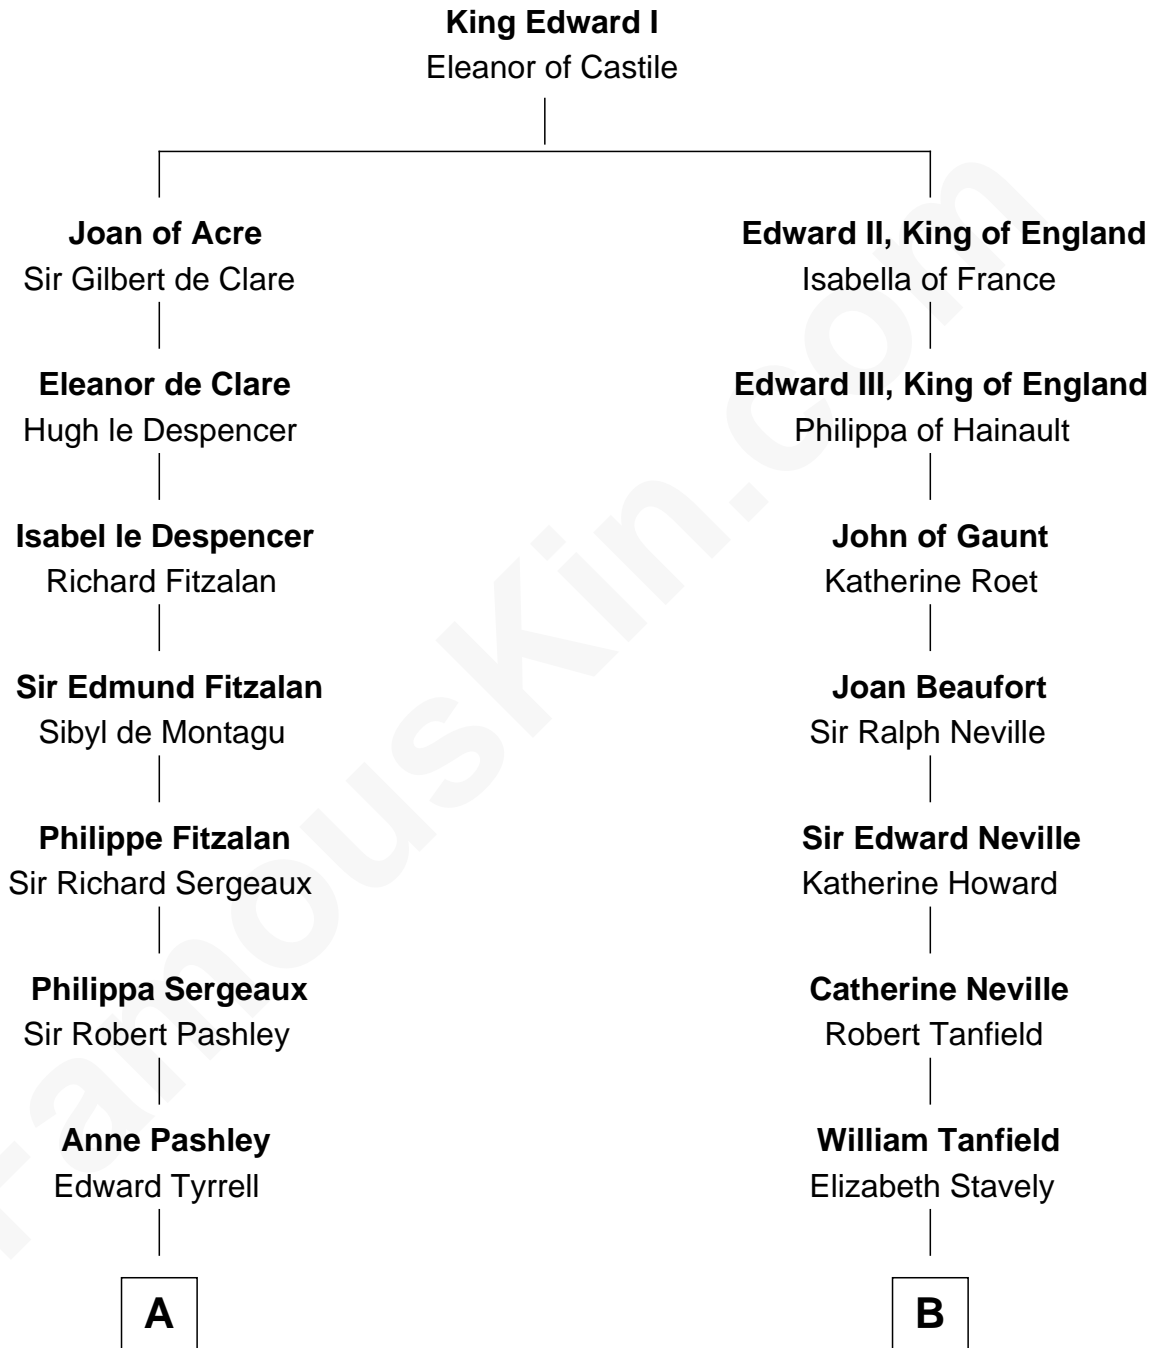 King Edward I
Eleanor of Castile
Joan of Acre
Sir Gilbert de Clare
Edward II, King of England
Isabella of France
Eleanor de Clare
Hugh le Despencer
Edward III, King of England
Philippa of Hainault
Isabel le Despencer
Richard Fitzalan
John of Gaunt
Katherine Roet
Sir Edmund Fitzalan
Sibyl de Montagu
Joan Beaufort
Sir Ralph Neville
Philippe Fitzalan
Sir Richard Sergeaux
Sir Edward Neville
Katherine Howard
Philippa Sergeaux
Sir Robert Pashley
Catherine Neville
Robert Tanfield
Anne Pashley
Edward Tyrrell
William Tanfield
Elizabeth Stavely
A
B
FamousKin.com